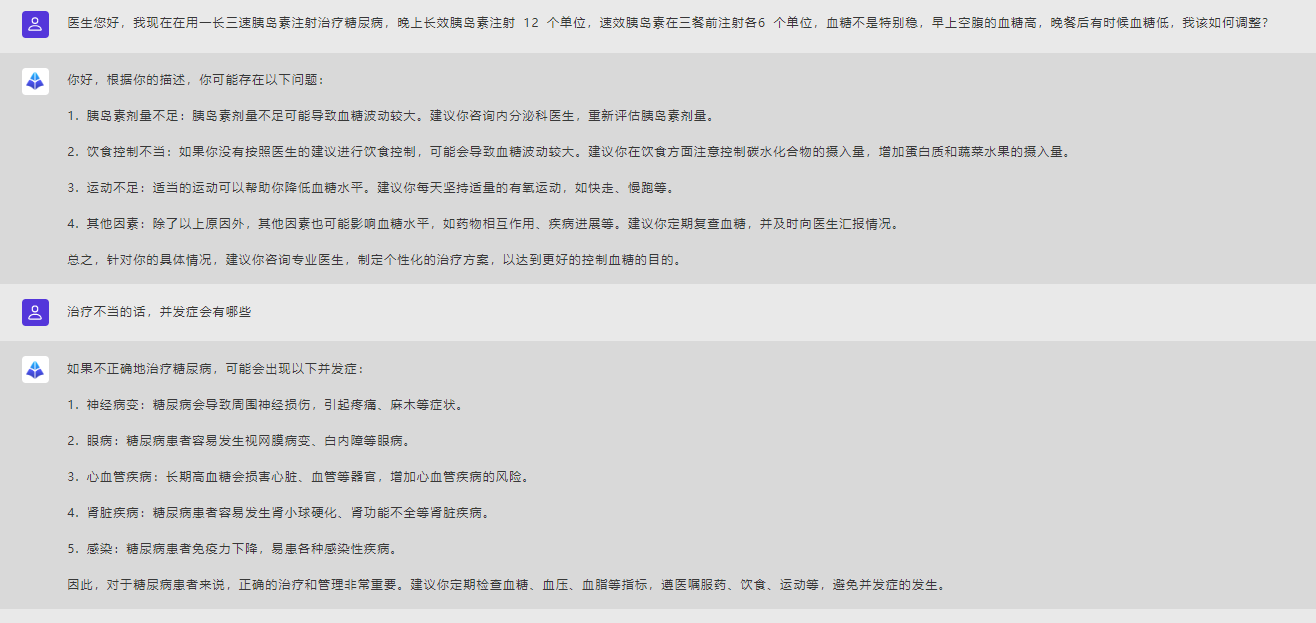 医生您好，我现在在用一长三速胰岛素注射治疗糖尿病，晚上长效胰岛素注射 12 个单位，速效胰岛素在三餐前注射各6 个单位，血糖不是特别稳，早上空腹的血糖高，晚餐后有时候血糖低，我该如何调整？
你好，根据你的描述，你可能存在以下问题：
1. 胰岛素剂量不足：胰岛素剂量不足可能导致血糖波动较大。建议你咨询内分泌科医生，重新评估胰岛素剂量。
2. 饮食控制不当：如果你没有按照医生的建议进行饮食控制，可能会导致血糖波动较大。建议你在饮食方面注意控制碳水化合物的摄入量，增加蛋白质和蔬菜水果的摄入量。
3. 运动不足：适当的运动可以帮助你降低血糖水平。建议你每天坚持适量的有氧运动，如快走、慢跑等。
4. 其他因素：除了以上原因外，其他因素也可能影响血糖水平，如药物相互作用、疾病进展等。建议你定期复查血糖，并及时向医生汇报情况。
总之，针对你的具体情况，建议你咨询专业医生，制定个性化的治疗方案，以达到更好的控制血糖的目的。
治疗不当的话，并发症会有哪些
如果不正确地治疗糖尿病，可能会出现以下并发症：
1. 神经病变：糖尿病会导致周围神经损伤，引起疼痛、麻木等症状。
2. 眼病：糖尿病患者容易发生视网膜病变、白内障等眼病。
3. 心血管疾病：长期高血糖会损害心脏、血管等器官，增加心血管疾病的风险。
4. 肾脏疾病：糖尿病患者容易发生肾小球硬化、肾功能不全等肾脏疾病。
5. 感染：糖尿病患者免疫力下降，易患各种感染性疾病。
因此，对于糖尿病患者来说，正确的治疗和管理非常重要。建议你定期检查血糖、血压、血脂等指标，遵医嘱服药、饮食、运动等，避免并发症的发生。